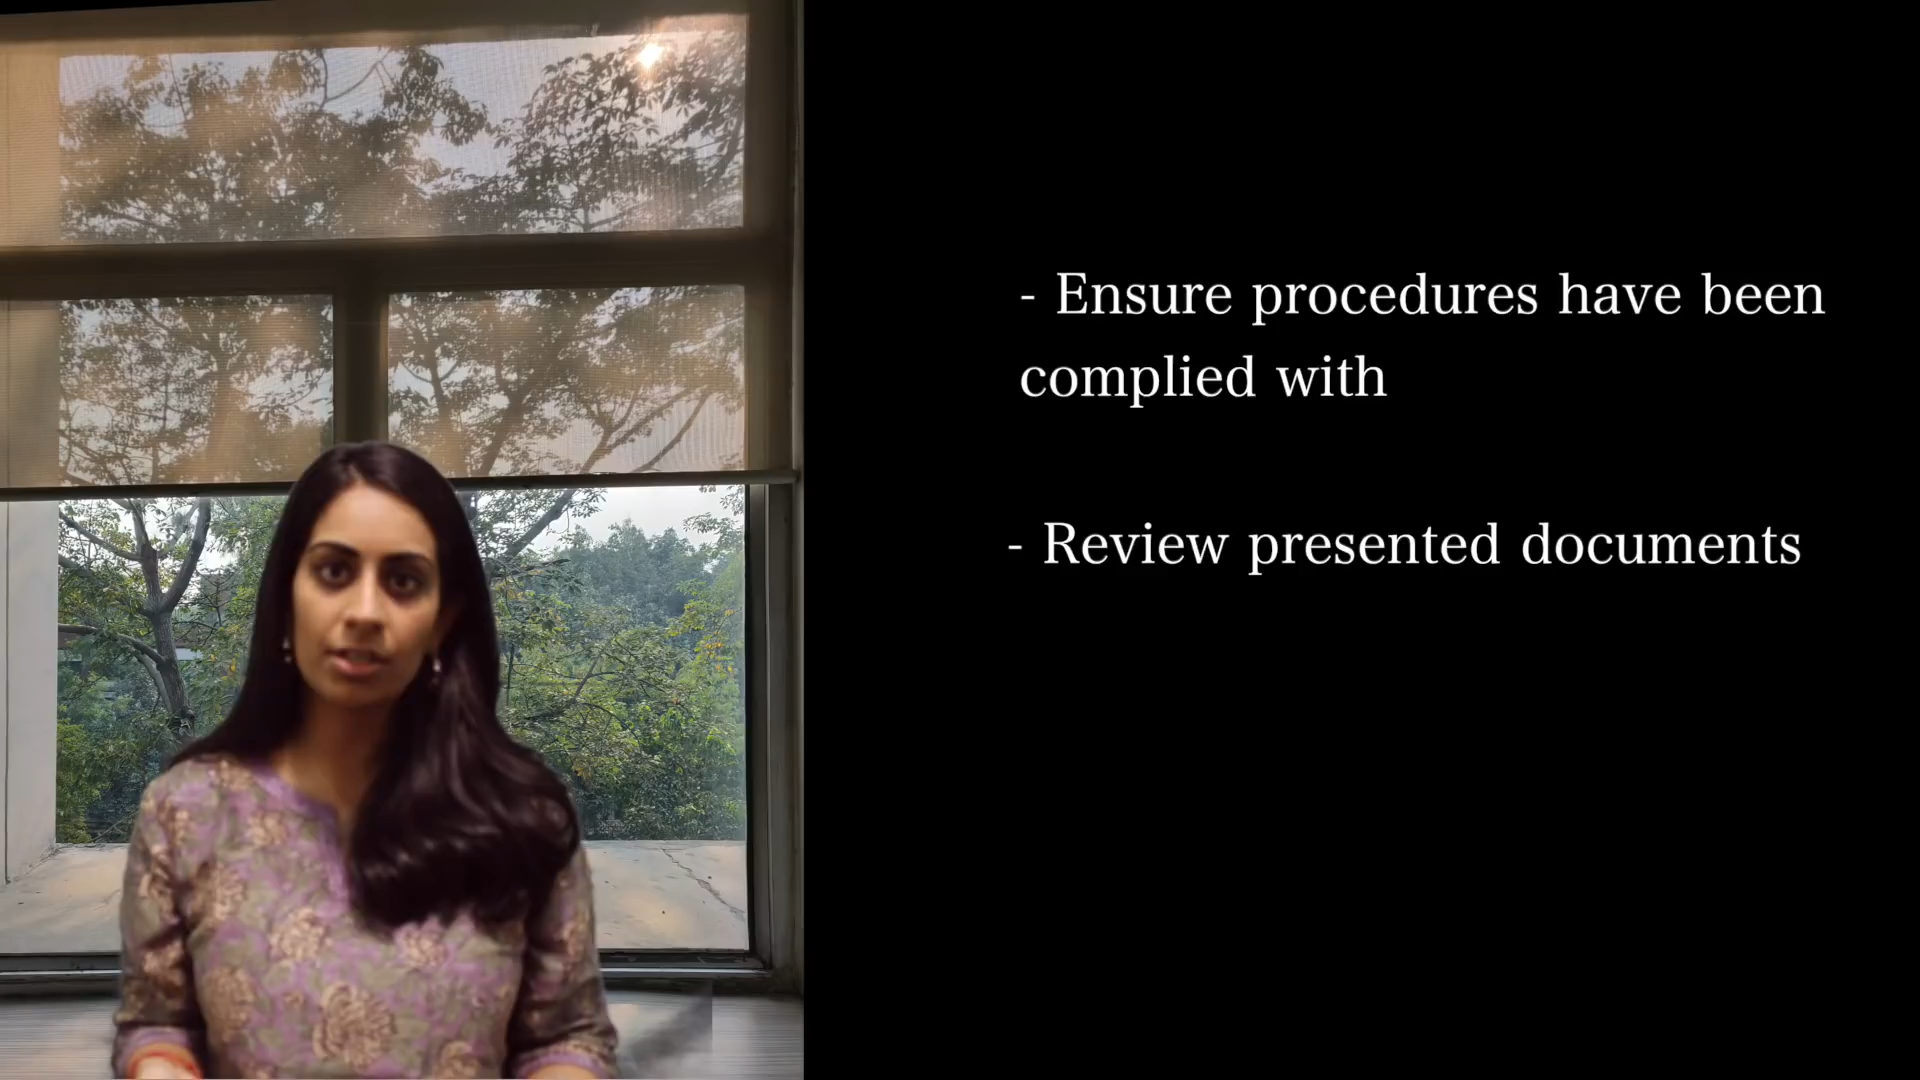 - Ensure procedures have been
complied with
- Review presented documents